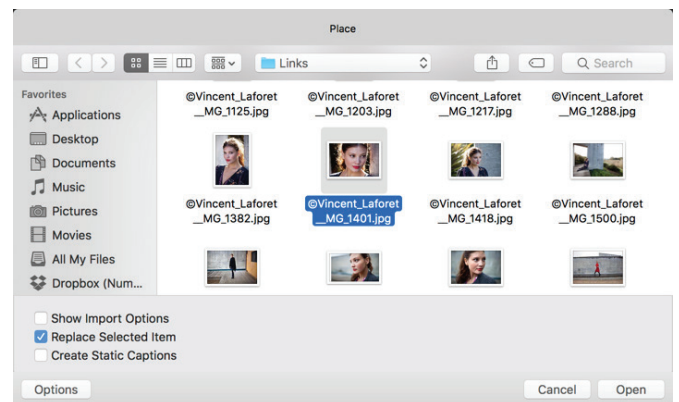 Place
Links
Search
Favorites
Applications
Desktop
Documents
Music
Pictures
Movies
All My Files
Dropbox (Num...
©Vincent_Laforet
__MG_1125.jpg
©Vincent_Laforet
__MG_1203.jpg
©Vincent_Laforet
__MG_1217.jpg
©Vincent_Laforet
__MG_1288.jpg
©Vincent_Laforet
__MG_1382.jpg
©Vincent_Laforet
__MG_1401.jpg
©Vincent_Laforet
__MG_1418.jpg
©Vincent_Laforet
__MG_1500.jpg
Show Import Options
Replace Selected Item
Create Static Captions
Options
Cancel
Open